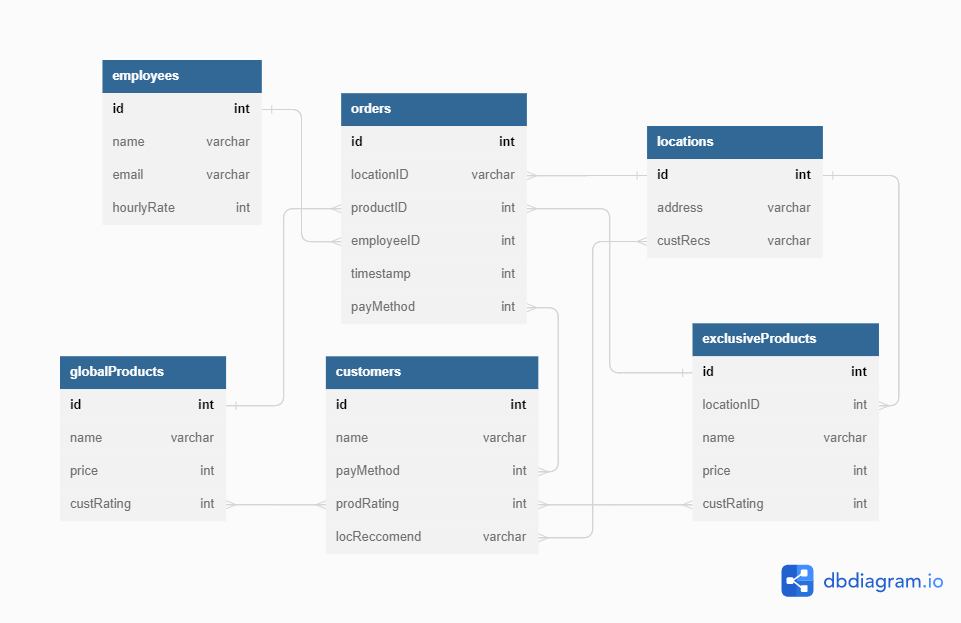 employees
id int
name varchar
email varchar
hourlyRate int
orders
id int
locationID varchar
productID int
employeeID int
timestamp int
payMethod int
locations
id int
address varchar
custRecs varchar
globalProducts
id int
name varchar
price int
custRating int
customers
id int
name varchar
payMethod int
prodRating int
locReccomend varchar
exclusiveProducts
id int
locationID int
name varchar
price int
custRating int
dbdiagram.io